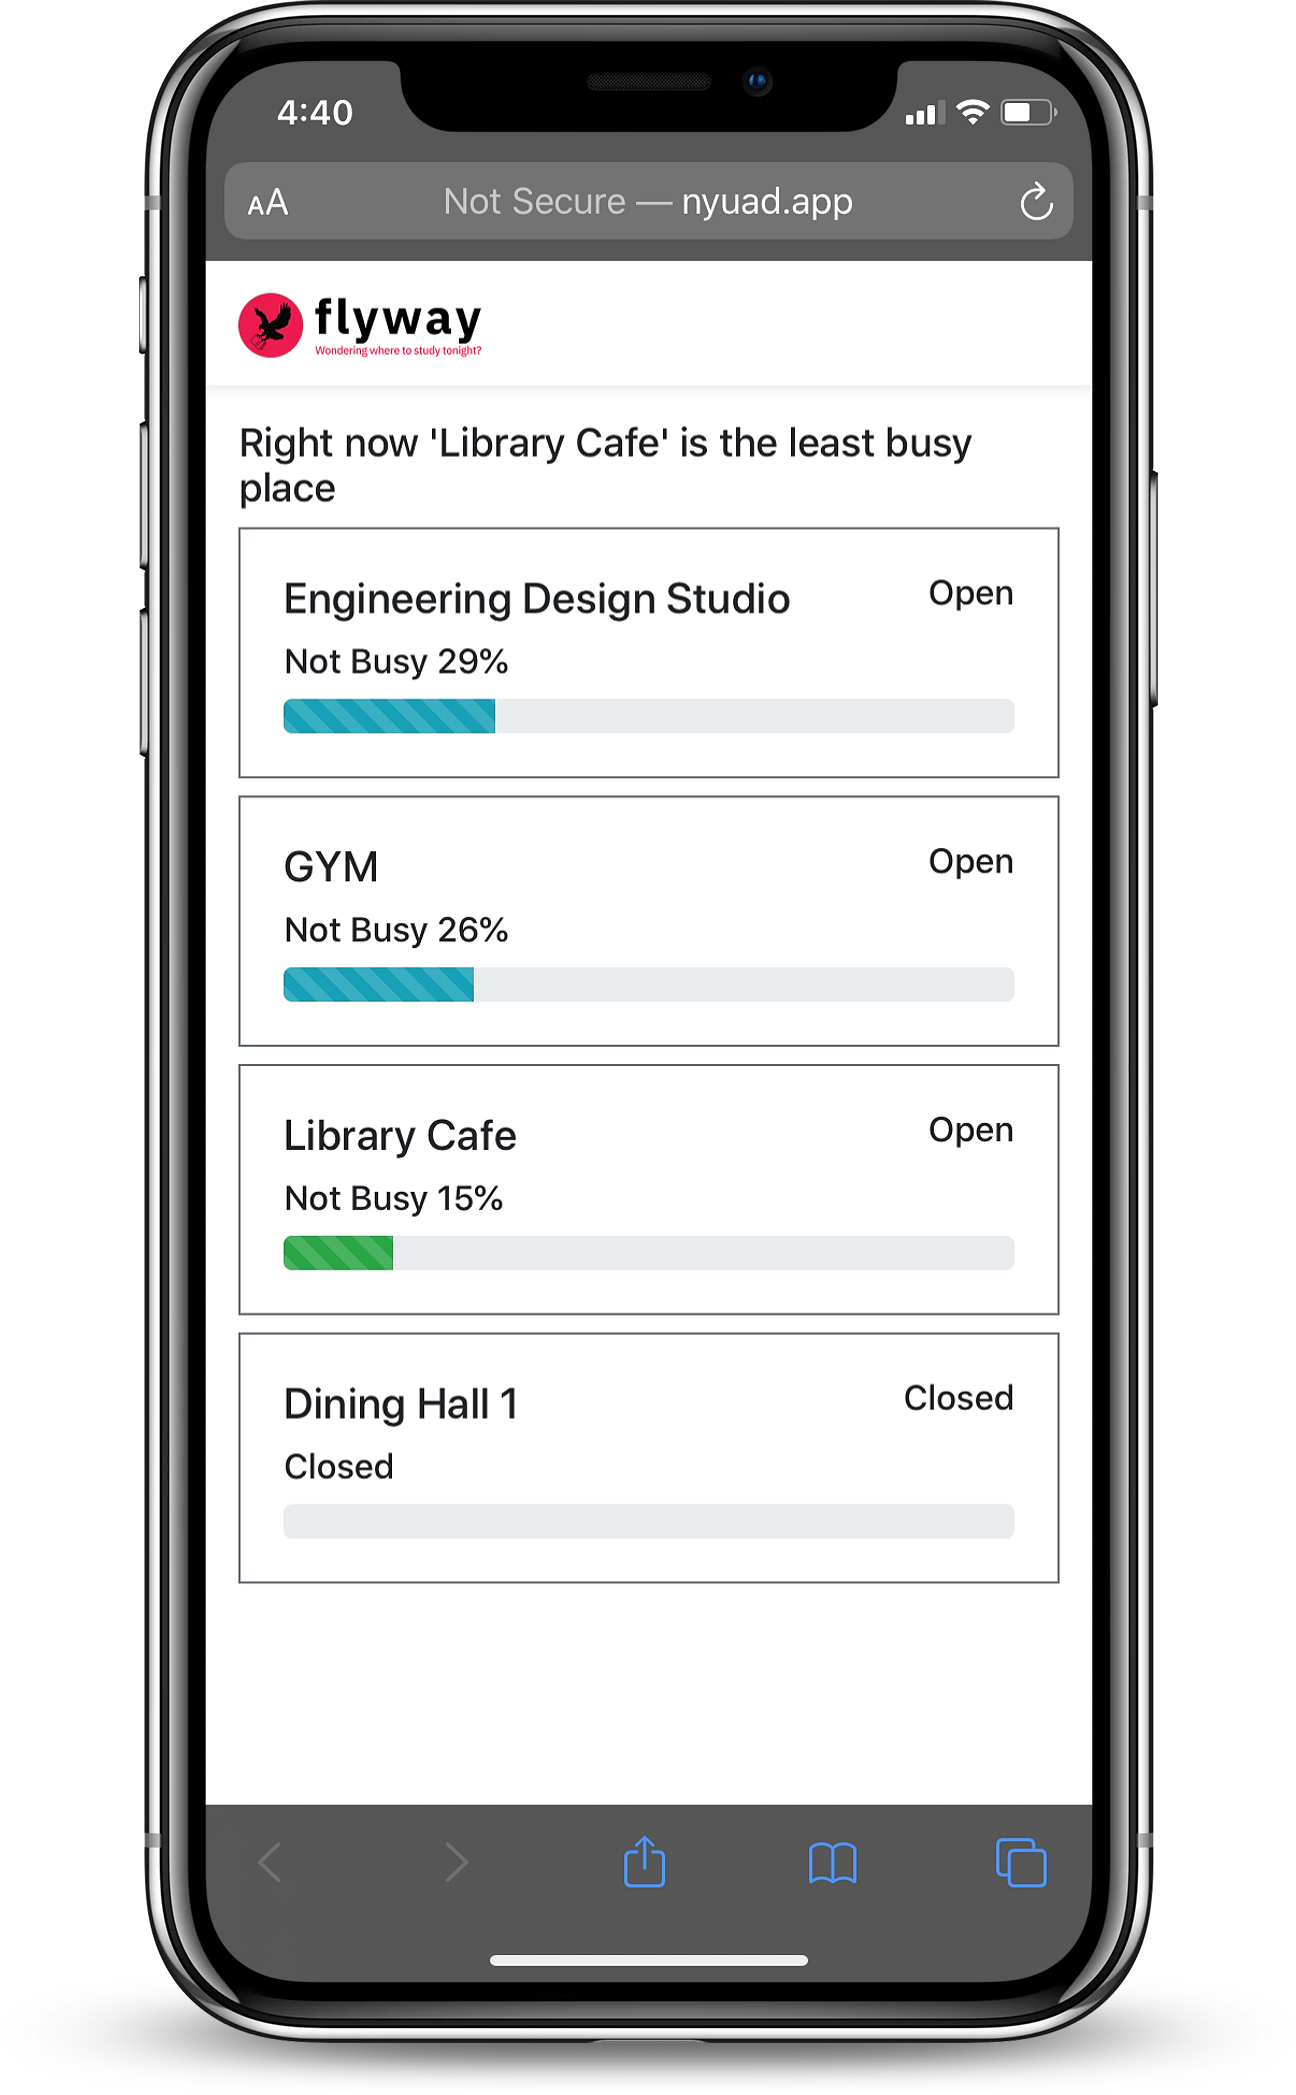 4:40
AA Not Secure — nyuad.app
flyway
Wondering where to study tonight?
Right now 'Library Cafe' is the least busy
place
Engineering Design Studio Open
Not Busy 29%
GYM Open
Not Busy 26%
Library Cafe Open
Not Busy 15%
Dining Hall 1 Closed
Closed